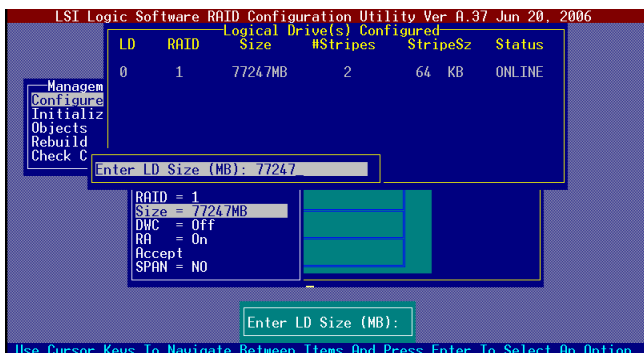 LSI Logic Software RAID Configuration Utility Ver A.37 Jun 20, 2006
Logical Drive(s) Configured
LD RAID Size #Stripes StripeSz Status
0 1 77247MB 2 64 KB ONLINE
Managem
Configure
Initializ
Objects
Rebuild
Check C
Enter LD Size (MB): 77247_
RAID = 1
Size = 77247MB
DWC = Off
RA = On
Accept
SPAN = NO
Enter LD Size (MB):
Use Cursor Keys To Navigate Between Items And Press Enter To Select An Option